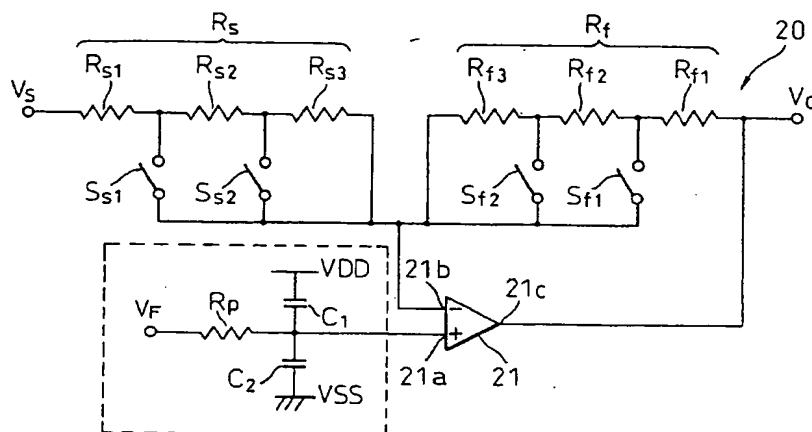 Rs
Rf
20
Rs1
Rs2
Rs3
Rf3
Rf2
Rf1
Vs
Vo
Ss1
Ss2
Sf2
Sf1
VDD
21b
21c
VF
Rp
C1
−
+
C2
VSS
21a
21